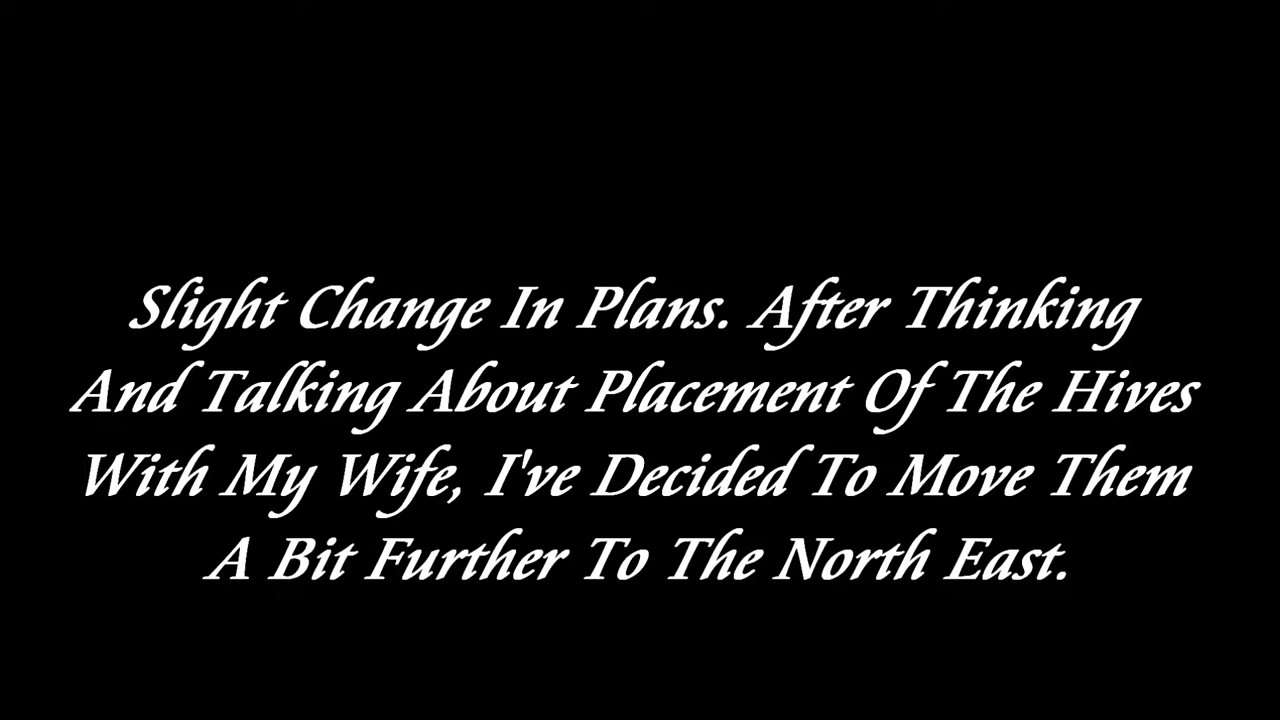 Slight Change In Plans. After Thinking
And Talking About Placement Of The Hives
With My Wife, I've Decided To Move Them
A Bit Further To The North East.